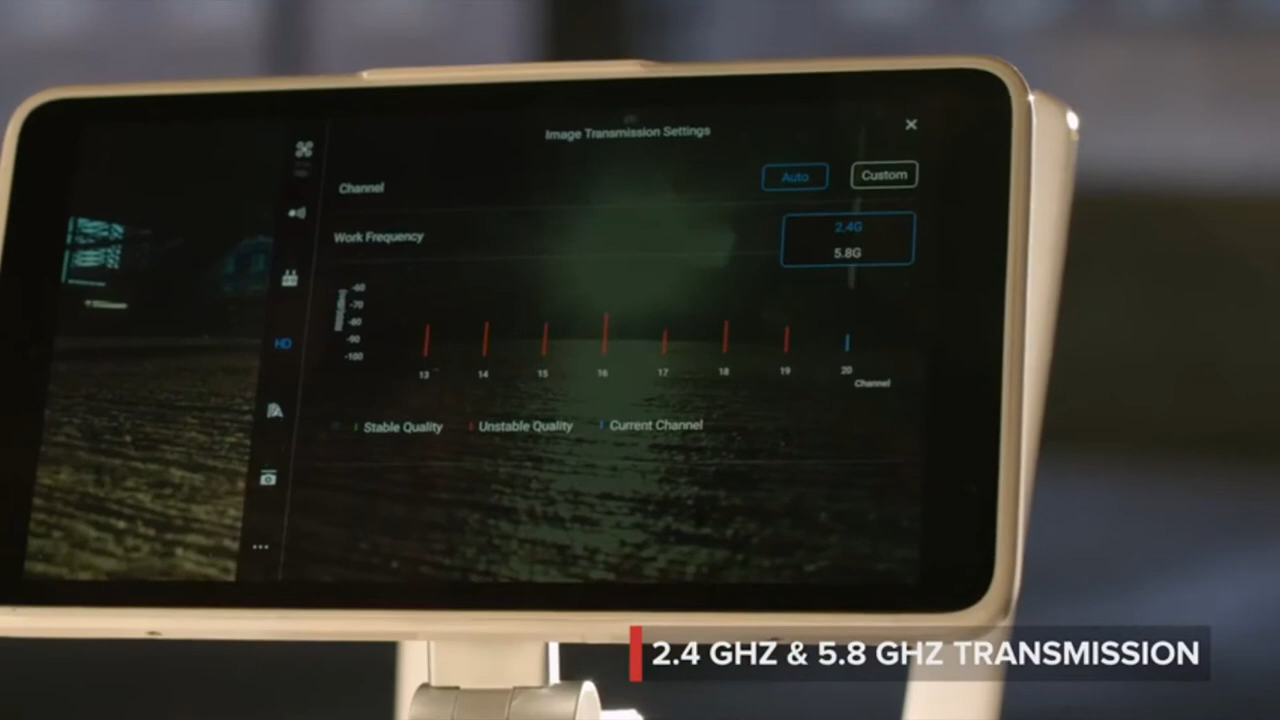 Image Transmission Settings
Channel
Auto
Custom
Work Frequency
2.4G
5.8G
-60
-70
-80
-90
-100
13
14
15
16
17
18
19
20
Channel
Stable Quality
Unstable Quality
Current Channel
HD
2.4 GHZ & 5.8 GHZ TRANSMISSION